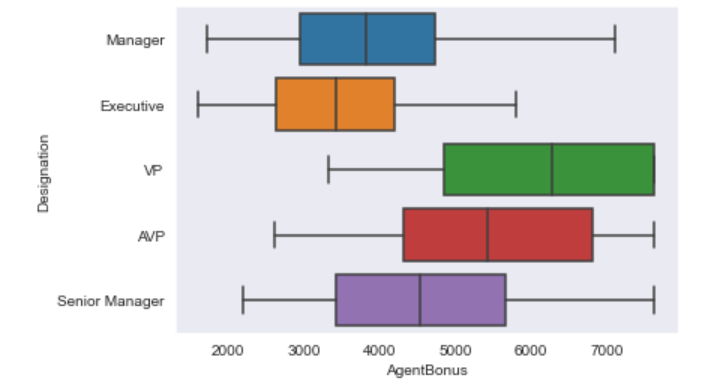 Manager
Executive
VP
AVP
Senior Manager
Designation
2000 3000 4000 5000 6000 7000
AgentBonus